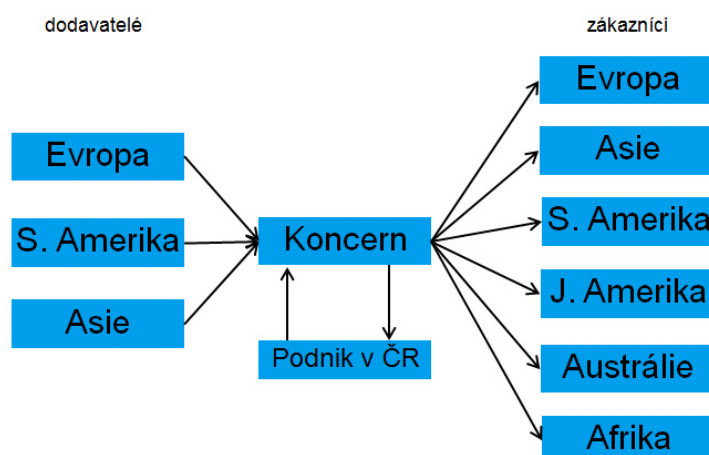 dodavatelé
zákazníci
Evropa
S. Amerika
Asie
Koncern
Podnik v ČR
Evropa
Asie
S. Amerika
J. Amerika
Austrálie
Afrika